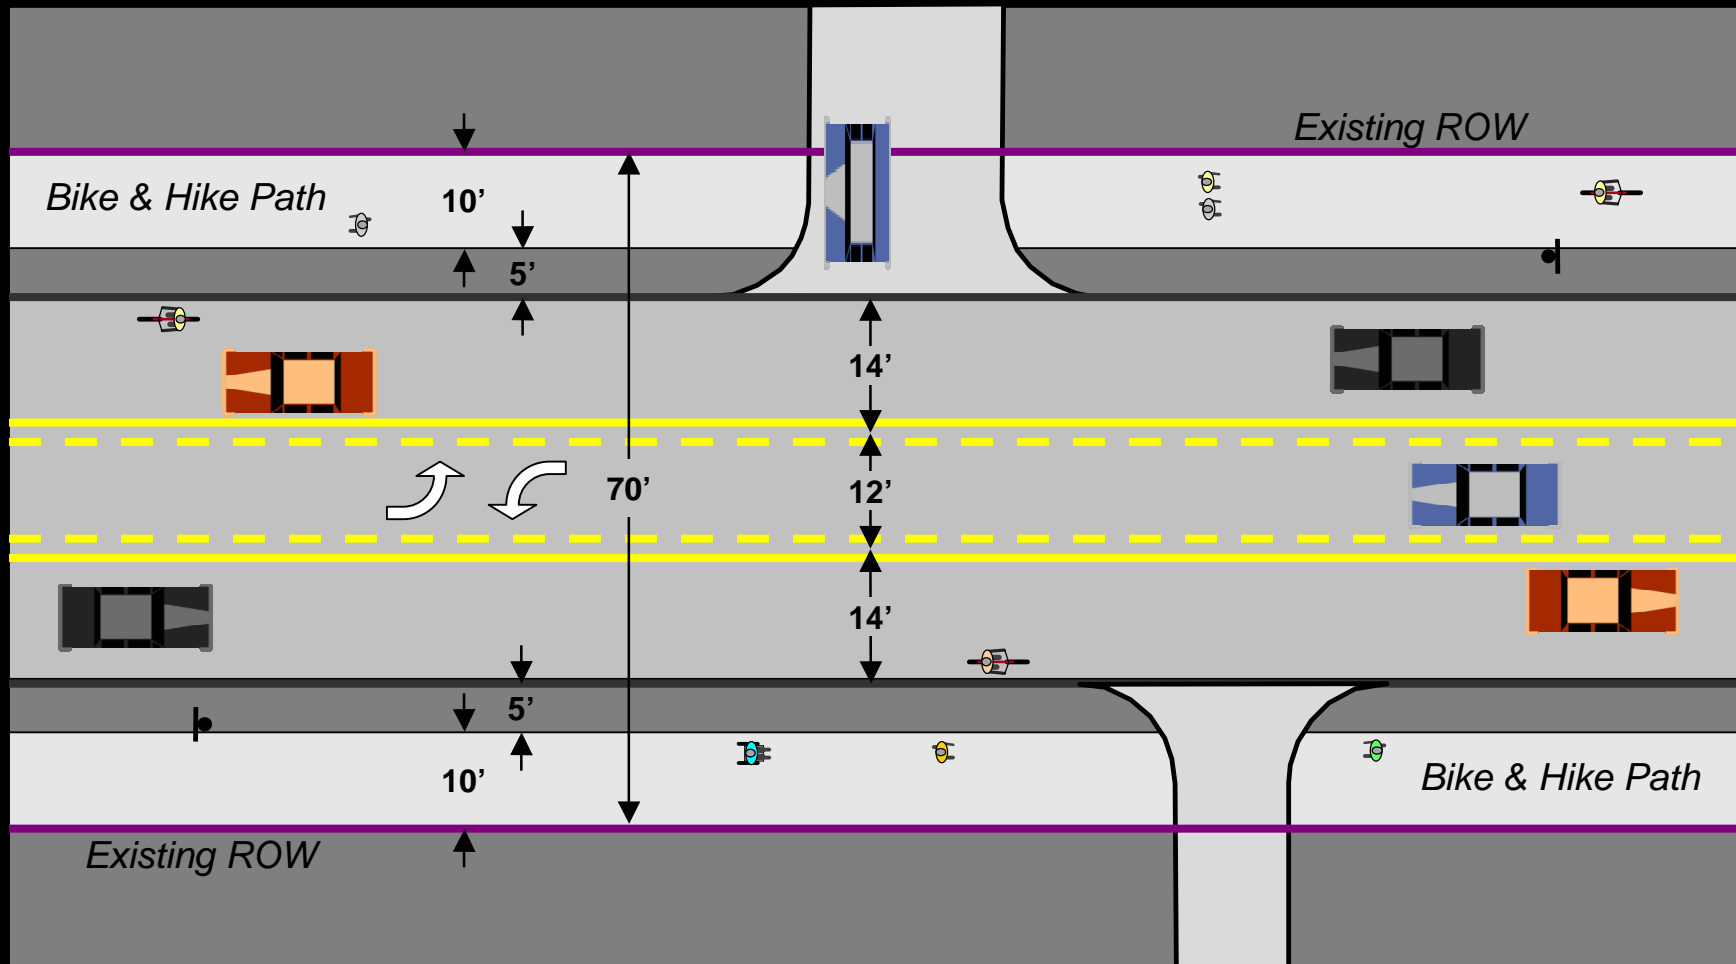 Existing ROW
Bike & Hike Path
10’
5’
14’
70’
12’
14’
5’
10’
Bike & Hike Path
Existing ROW